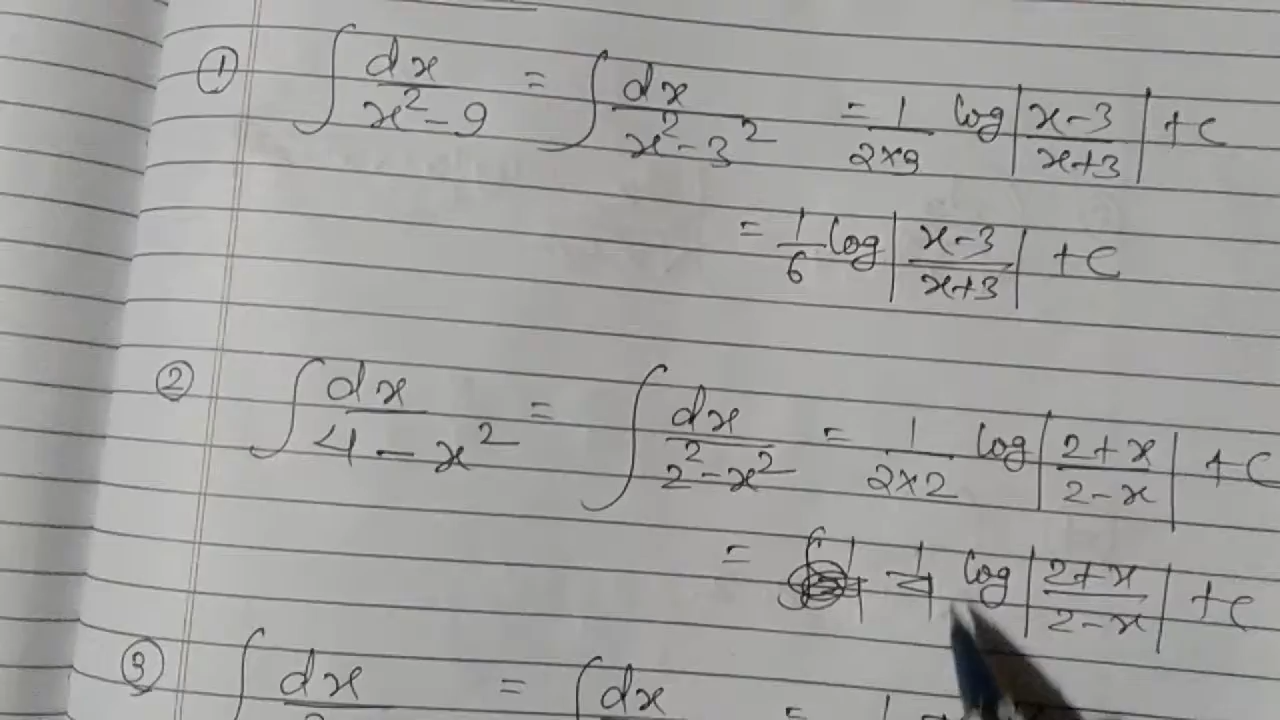 ① ∫ dx/(x² - 9) = ∫ dx/(x² - 3²) = 1/(2×9) log |(x-3)/(x+3)| + C
= 1/6 log |(x-3)/(x+3)| + C
② ∫ dx/(4 - x²) = ∫ dx/(2² - x²) = 1/(2×2) log |(2+x)/(2-x)| + C
= 1/4 log |(2+x)/(2-x)| + C
③ ∫ dx = ∫ dx =